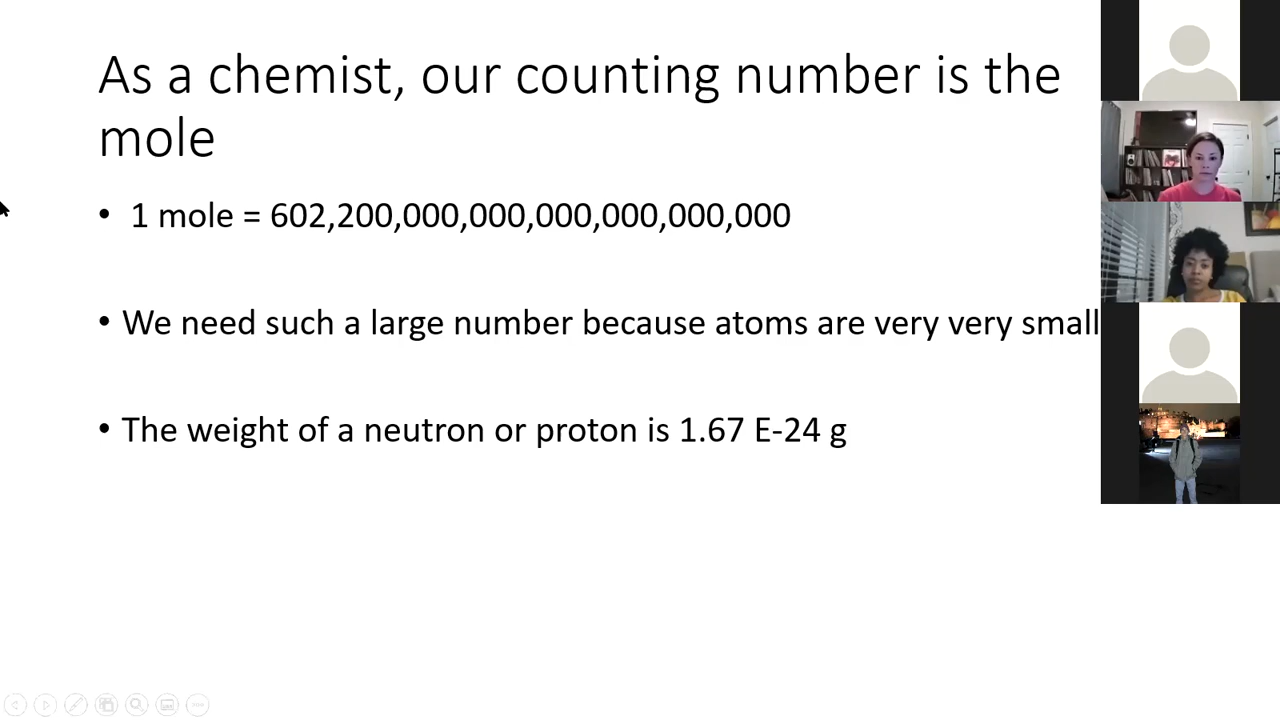 As a chemist, our counting number is the
mole
• 1 mole = 602,200,000,000,000,000,000,000
• We need such a large number because atoms are very very small
• The weight of a neutron or proton is 1.67 E-24 g